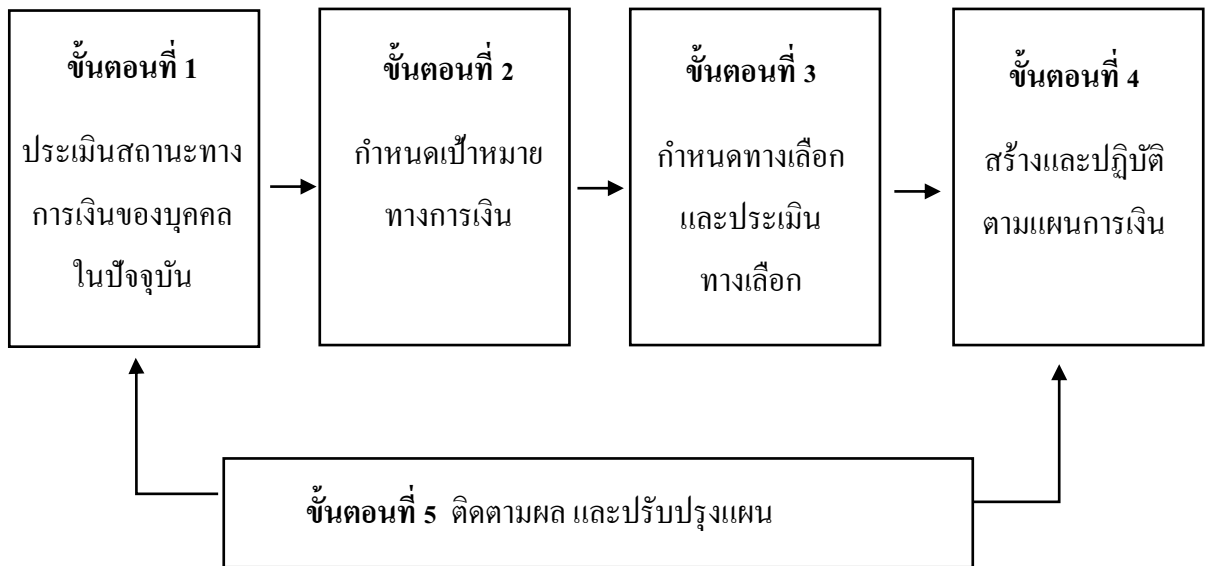 ขั้นตอนที่ 1
ประเมินสถานะทาง
การเงินของบุคคล
ในปัจจุบัน
ขั้นตอนที่ 2
กำหนดเป้าหมาย
ทางการเงิน
ขั้นตอนที่ 3
กำหนดทางเลือก
และประเมิน
ทางเลือก
ขั้นตอนที่ 4
สร้างและปฏิบัติ
ตามแผนการเงิน
ขั้นตอนที่ 5 ติดตามผล และปรับปรุงแผน